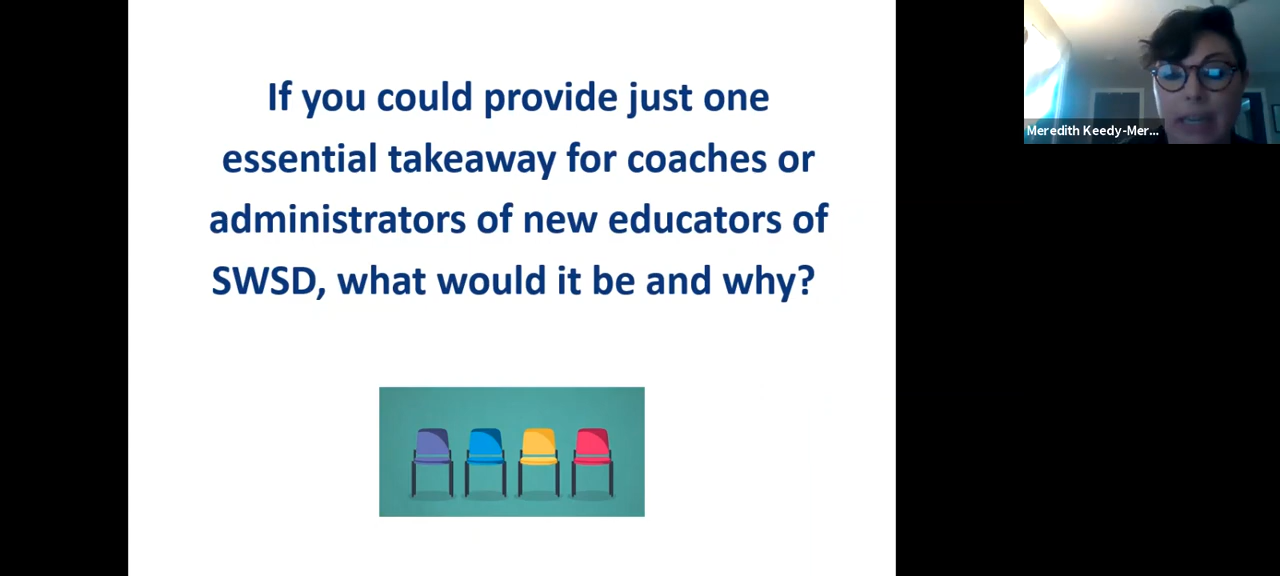 If you could provide just one
essential takeaway for coaches or
administrators of new educators of
SWSD, what would it be and why?
Meredith Keedy-Mer...